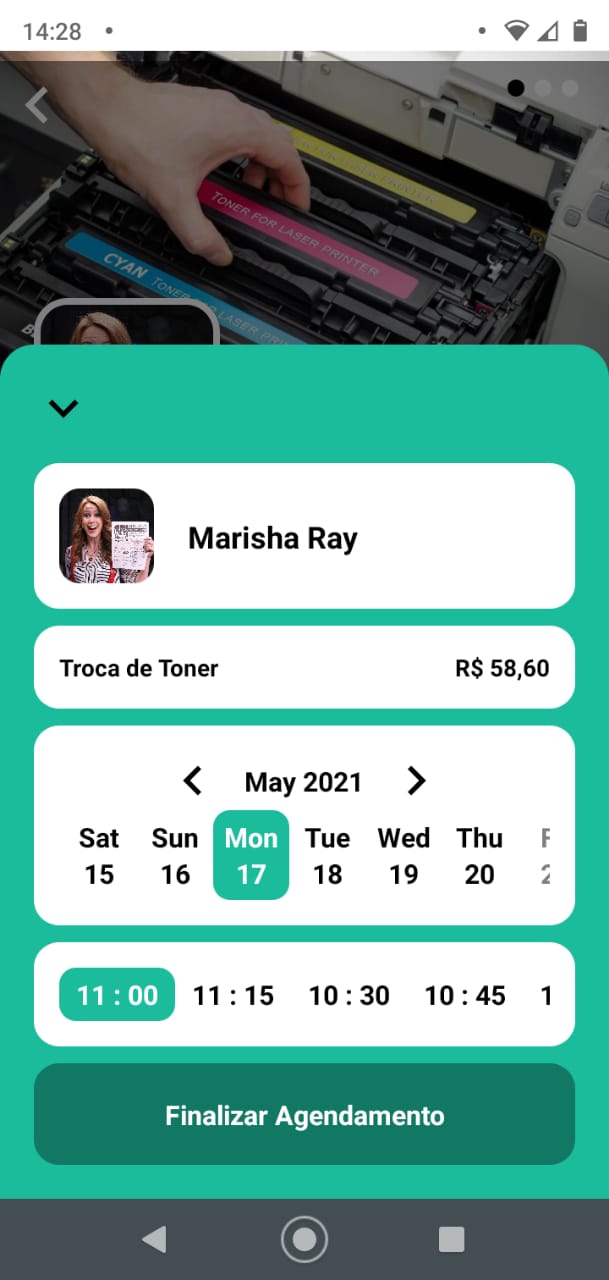 14:28
TONER FOR LASER PRINTER
CYAN TONER FOR LASER PRIN
Marisha Ray
Troca de Toner R$ 58,60
May 2021
Sat Sun Mon Tue Wed Thu
15 16 17 18 19 20
11 : 00 11 : 15 10 : 30 10 : 45 1
Finalizar Agendamento